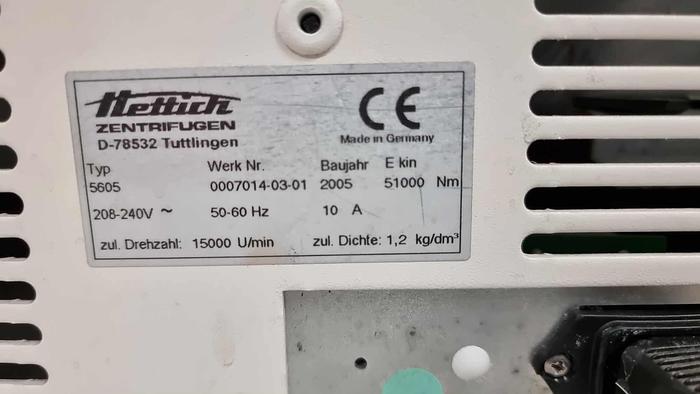 Hettich
ZENTRIFUGEN
D-78532 Tuttlingen
CE
Made in Germany
Typ Werk Nr. Baujahr E kin
5605 0007014-03-01 2005 51000 Nm
208-240V ~ 50-60 Hz 10 A
zul. Drehzahl: 15000 U/min zul. Dichte: 1,2 kg/dm³